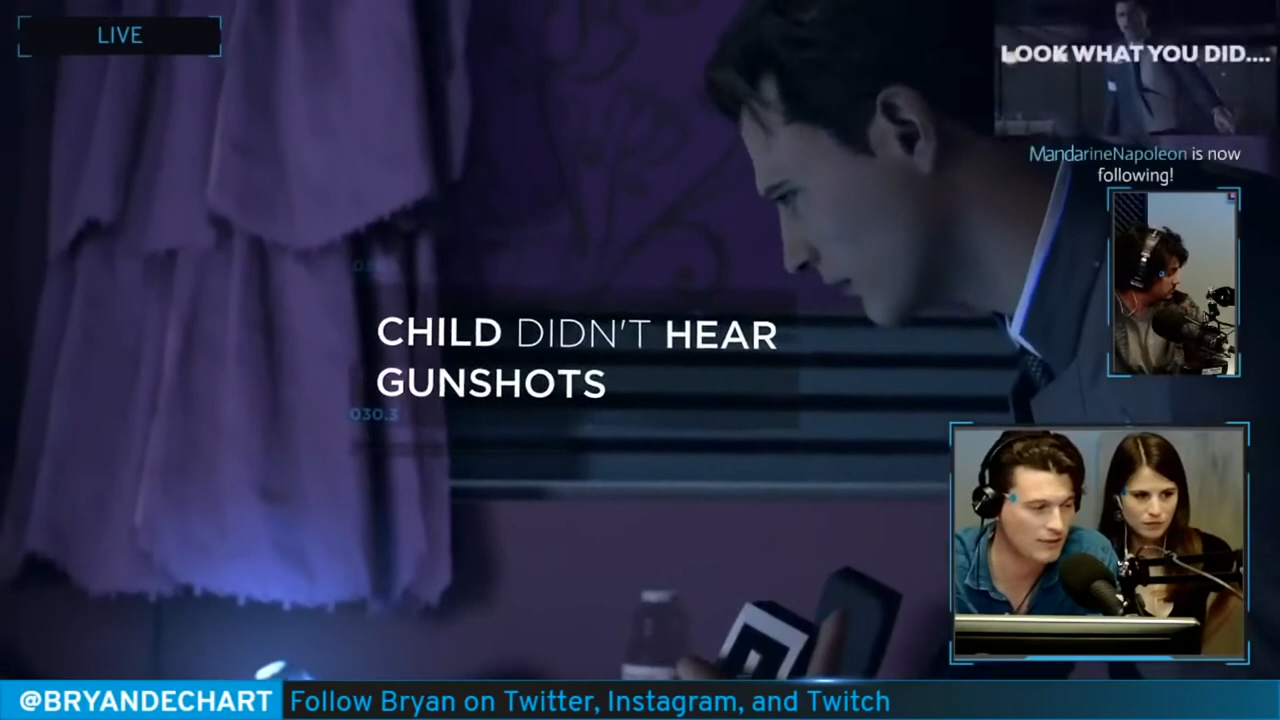 LIVE
LOOK WHAT YOU DID....
MandarineNapoleon is now
following!
CHILD DIDN'T HEAR
GUNSHOTS
030.3
@BRYANDECHART
Follow Bryan on Twitter, Instagram, and Twitch